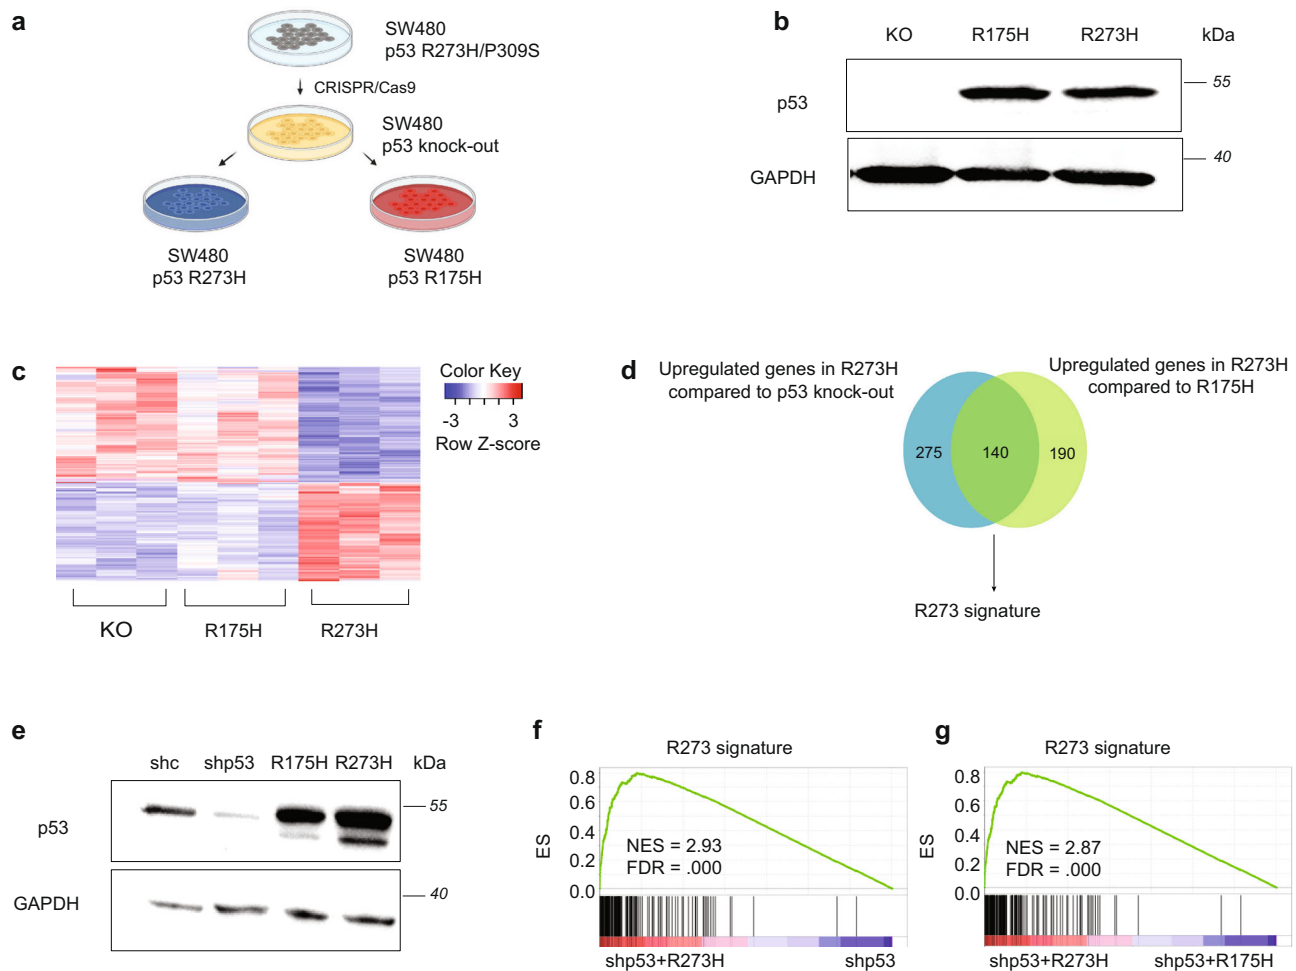 a
SW480
p53 R273H/P309S
CRISPR/Cas9
SW480
p53 knock-out
SW480
p53 R273H
SW480
p53 R175H
b
KO R175H R273H kDa
p53
55
GAPDH
40
c
Color Key
-3 3
Row Z-score
KO R175H R273H
d
Upregulated genes in R273H
compared to p53 knock-out
Upregulated genes in R273H
compared to R175H
275 140 190
R273 signature
e
shc shp53 R175H R273H kDa
p53
55
GAPDH
40
f
R273 signature
ES
0.8
0.6
0.4
0.2
0.0
NES = 2.93
FDR = .000
shp53+R273H shp53
g
R273 signature
ES
0.8
0.6
0.4
0.2
0.0
NES = 2.87
FDR = .000
shp53+R273H shp53+R175H